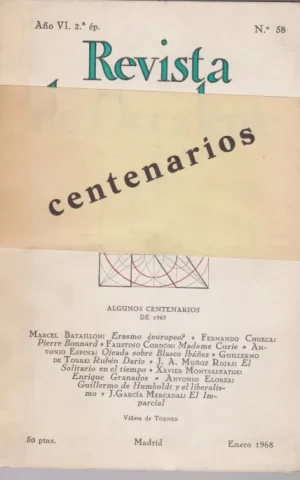 Año VI. 2.ª ép.
N.º 58
Revista
centenarios
ALGUNOS CENTENARIOS
DE 1967
MARCEL BATAILLON: Erasmo ¿europeo? * FERNANDO CHUECA:
Pierre Bonnard * FAUSTINO CORDÓN: Madame Curie * AN-
TONIO ESPINA: Ojeada sobre Blasco Ibáñez * GUILLERMO
DE TORRE: Rubén Darío * J. A. MUÑOZ ROJAS: El
Solitario en el tiempo * XAVIER MONTSALVATGE:
Enrique Granados * ANTONIO ELORZA:
Guillermo de Humboldt y el liberalis-
mo * J. GARCÍA MERCADAL: El Im-
parcial
Viñeta de TORNER
50 ptas.
Madrid
Enero 1968